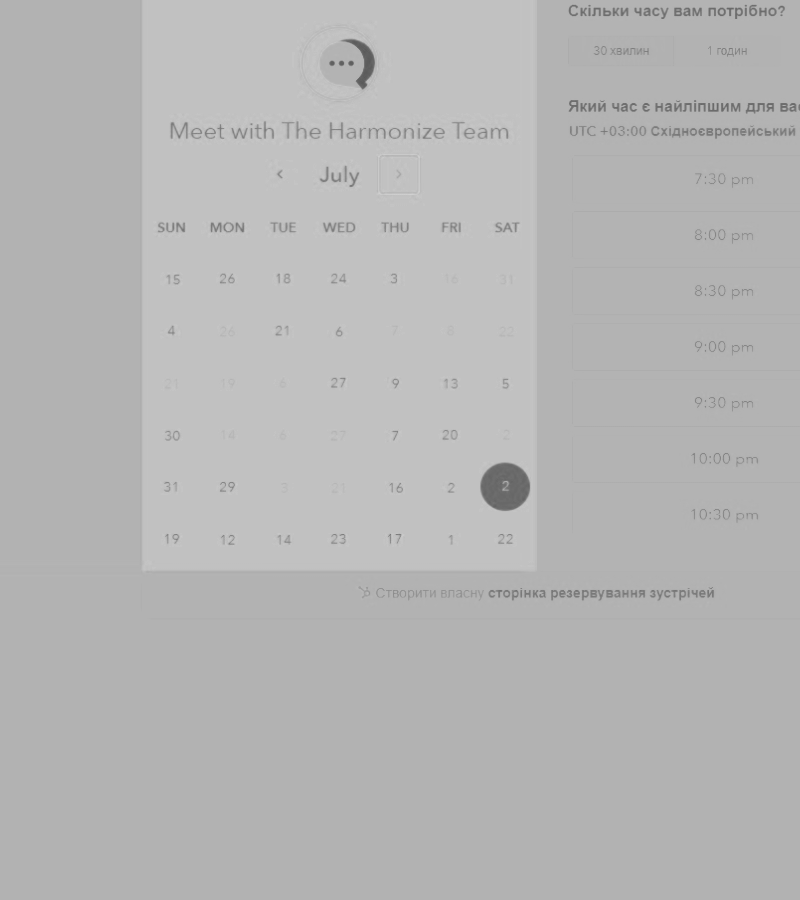 Meet with The Harmonize Team
July
SUN MON TUE WED THU FRI SAT
15 26 18 24 3 16 31
4 26 21 6 7 8 22
21 19 6 27 9 13 5
30 14 6 27 7 20 2
31 29 3 21 16 2 2
19 12 14 23 17 1 22
Скільки часу вам потрібно?
30 хвилин 1 годин
Який час є найліпшим для вас
UTC +03:00 Східноєвропейський
7:30 pm
8:00 pm
8:30 pm
9:00 pm
9:30 pm
10:00 pm
10:30 pm
Створити власну сторінка резервування зустрічей